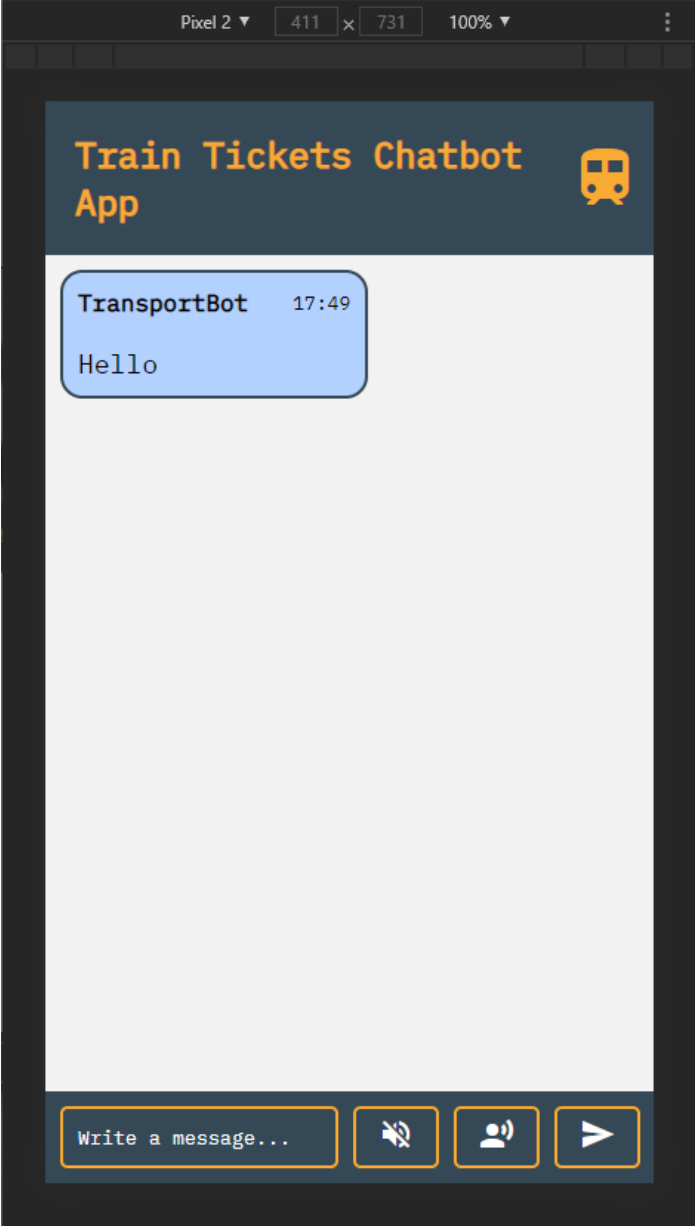 Pixel 2 ▼ 411 × 731 100% ▼
Train Tickets Chatbot
App
TransportBot 17:49
Hello
Write a message...